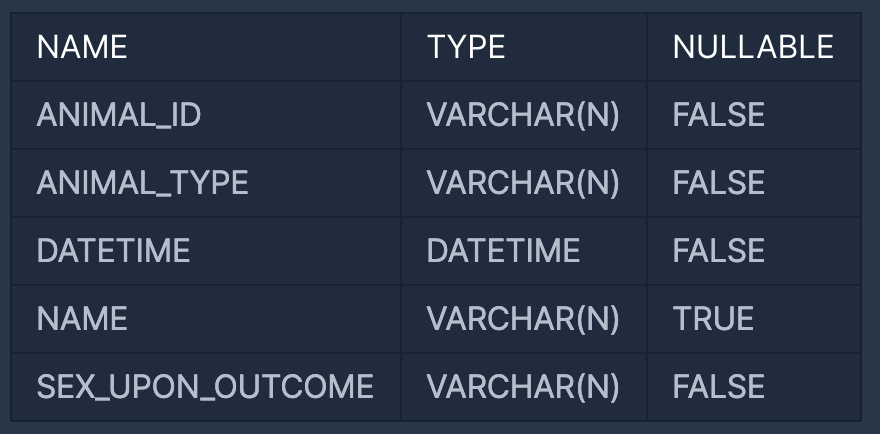 NAME TYPE NULLABLE
ANIMAL_ID VARCHAR(N) FALSE
ANIMAL_TYPE VARCHAR(N) FALSE
DATETIME DATETIME FALSE
NAME VARCHAR(N) TRUE
SEX_UPON_OUTCOME VARCHAR(N) FALSE